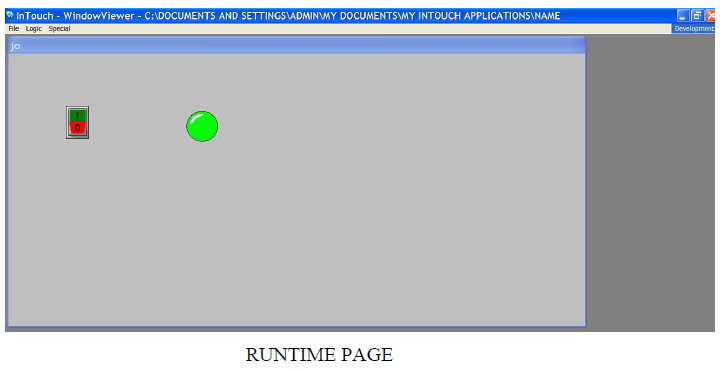 InTouch - WindowViewer - C:\DOCUMENTS AND SETTINGS\ADMIN\MY DOCUMENTS\MY INTOUCH APPLICATIONS\NAME
File Logic Special Development!
jo
I
0
RUNTIME PAGE